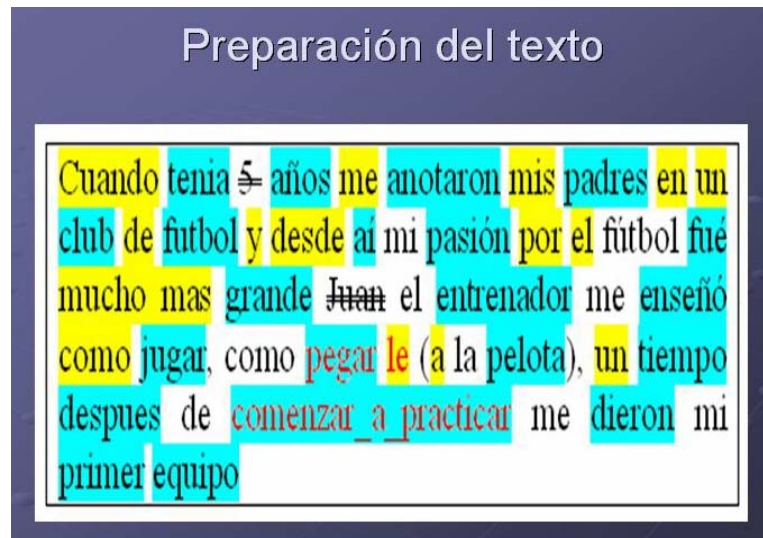 Preparación del texto
Cuando tenia 5 años me anotaron mis padres en un
club de futbol y desde aí mi pasión por el fútbol fué
mucho mas grande Juan el entrenador me enseñó
como jugar, como pegar le (a la pelota), un tiempo
despues de comenzar_a_practicar me dieron mi
primer equipo